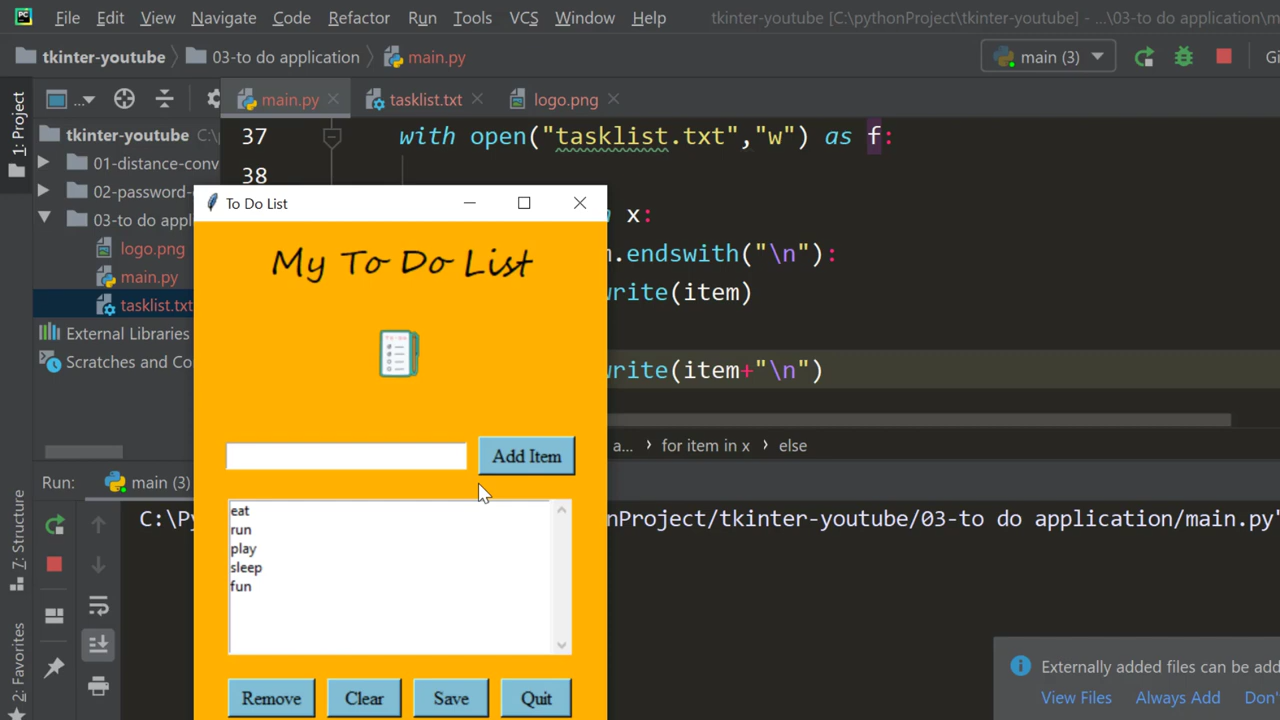 File Edit View Navigate Code Refactor Run Tools VCS Window Help tkinter-youtube [C:\pythonProject\tkinter-youtube] - ...\03-to do application\m
tkinter-youtube 03-to do application main.py main (3) Gi
1: Project
main.py tasklist.txt logo.png
tkinter-youtube C:\
01-distance-conv
02-password-
03-to do appl
logo.png
main.py
tasklist.txt
External Libraries
Scratches and Co
37 with open("tasklist.txt","w") as f:
38
x:
.endswith("\n"):
write(item)
write(item+"\n")
a... for item in x else
To Do List
My To Do List
Add Item
eat
run
play
sleep
fun
Remove Clear Save Quit
Run: main (3)
C:\Py
nProject/tkinter-youtube/03-to do application/main.py"
7: Structure
2: Favorites
Externally added files can be adde
View Files Always Add Don'